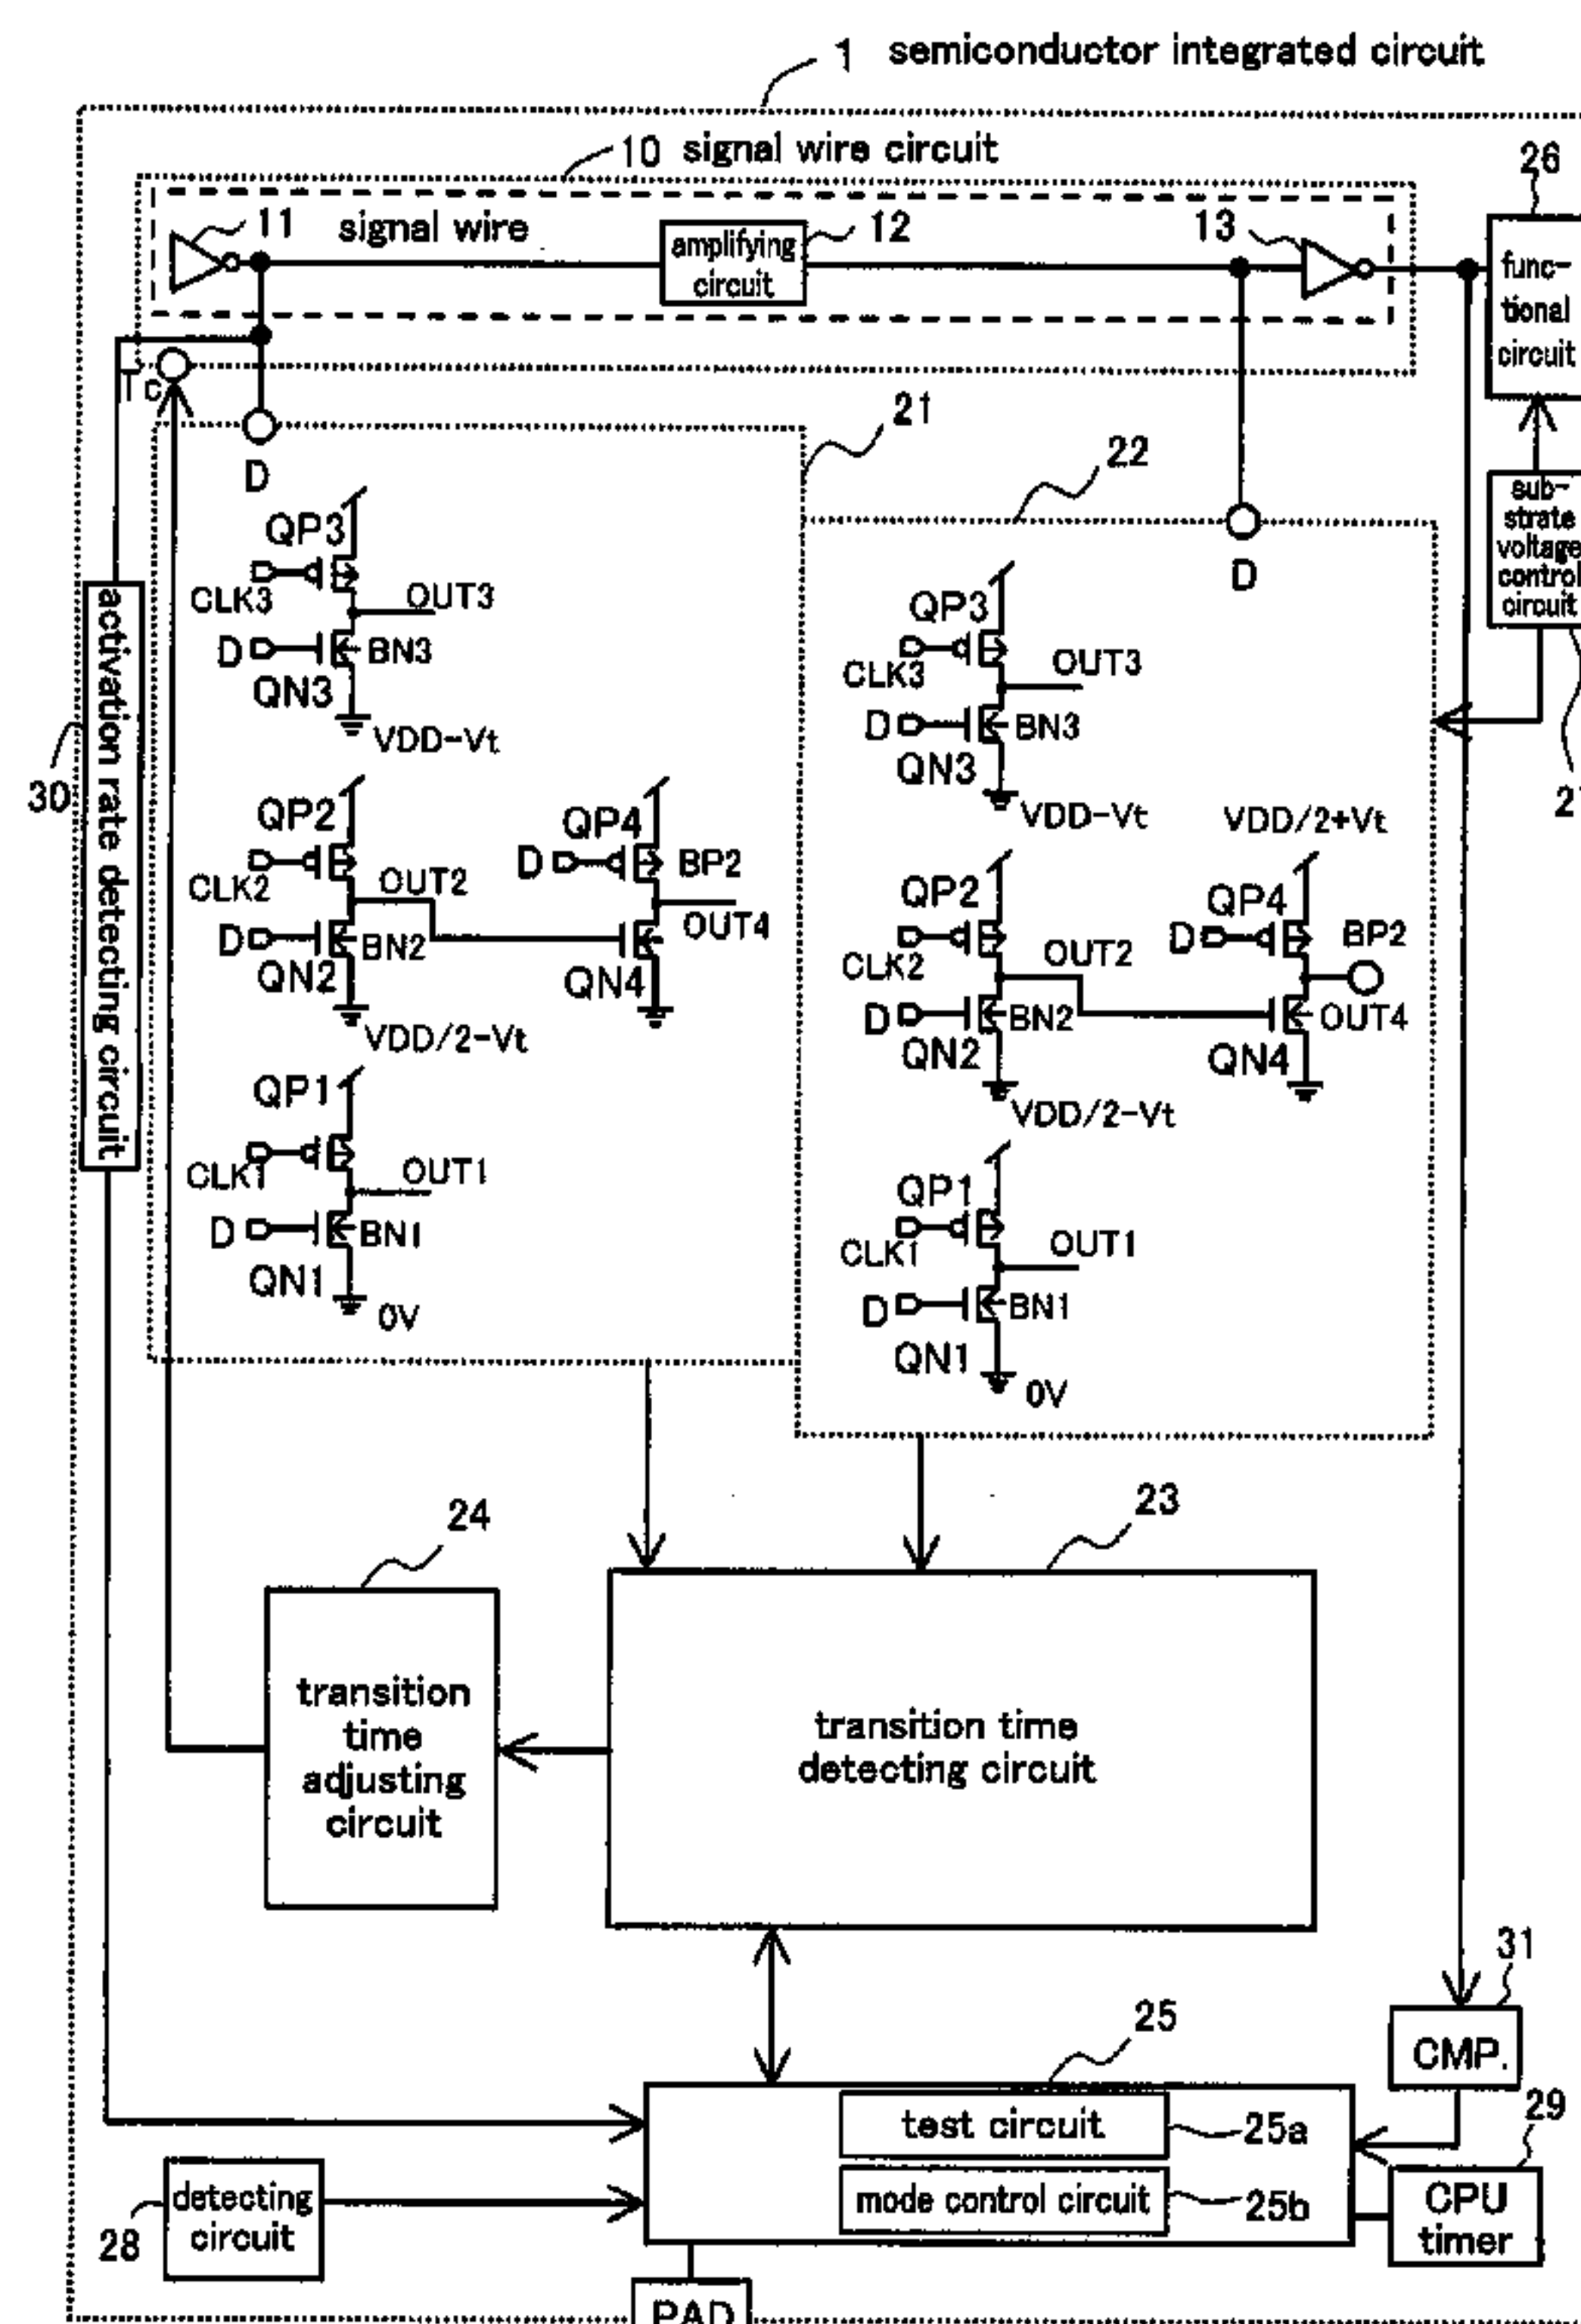 1 semiconductor integrated circuit
10 signal wire circuit
26
11 signal wire
amplifying
circuit
12
13
func-
tional
circuit
Tc
D
21
22
D
sub-
strate
voltage
control
circuit
30
activation rate detecting circuit
QP3
CLK3
OUT3
D
BN3
QN3
VDD-Vt
QP2
CLK2
OUT2
D
BN2
QN2
VDD/2-Vt
QP4
D
BP2
OUT4
QN4
QP1
CLK1
OUT1
D
BN1
QN1
0V
QP3
CLK3
OUT3
D
BN3
QN3
VDD-Vt
VDD/2+Vt
QP2
CLK2
OUT2
D
BN2
QN2
VDD/2-Vt
QP4
D
BP2
OUT4
QN4
QP1
CLK1
OUT1
D
BN1
QN1
0V
24
23
transition
time
adjusting
circuit
transition time
detecting circuit
31
CMP.
25
test circuit
25a
mode control circuit
25b
29
CPU
timer
28
detecting
circuit
PAD